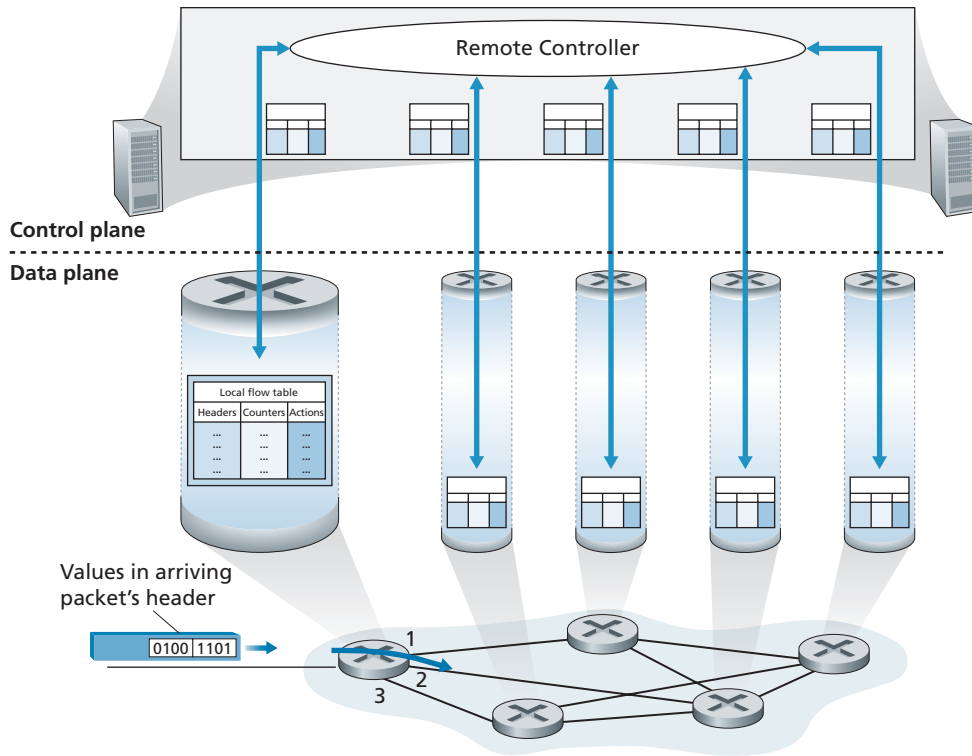 Remote Controller
Control plane
Data plane
Local flow table
Headers Counters Actions
... ... ...
... ... ...
... ... ...
... ... ...
Values in arriving
packet's header
0100 1101
1
2
3